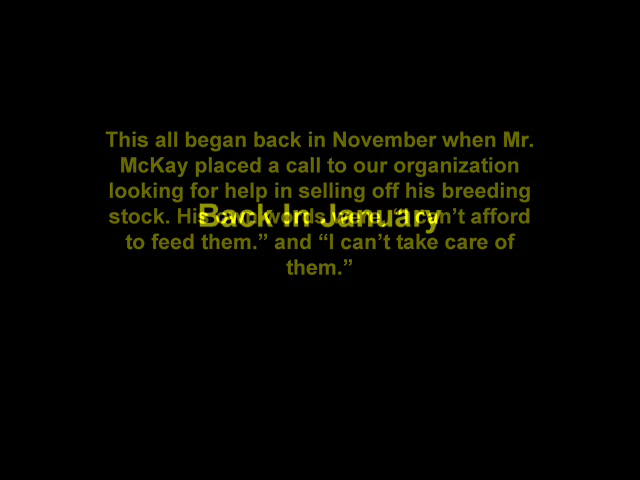 This all began back in November when Mr.
McKay placed a call to our organization
looking for help in selling off his breeding
stock. His own words were, “I can’t afford
to feed them.” and “I can’t take care of
them.”
Back In January